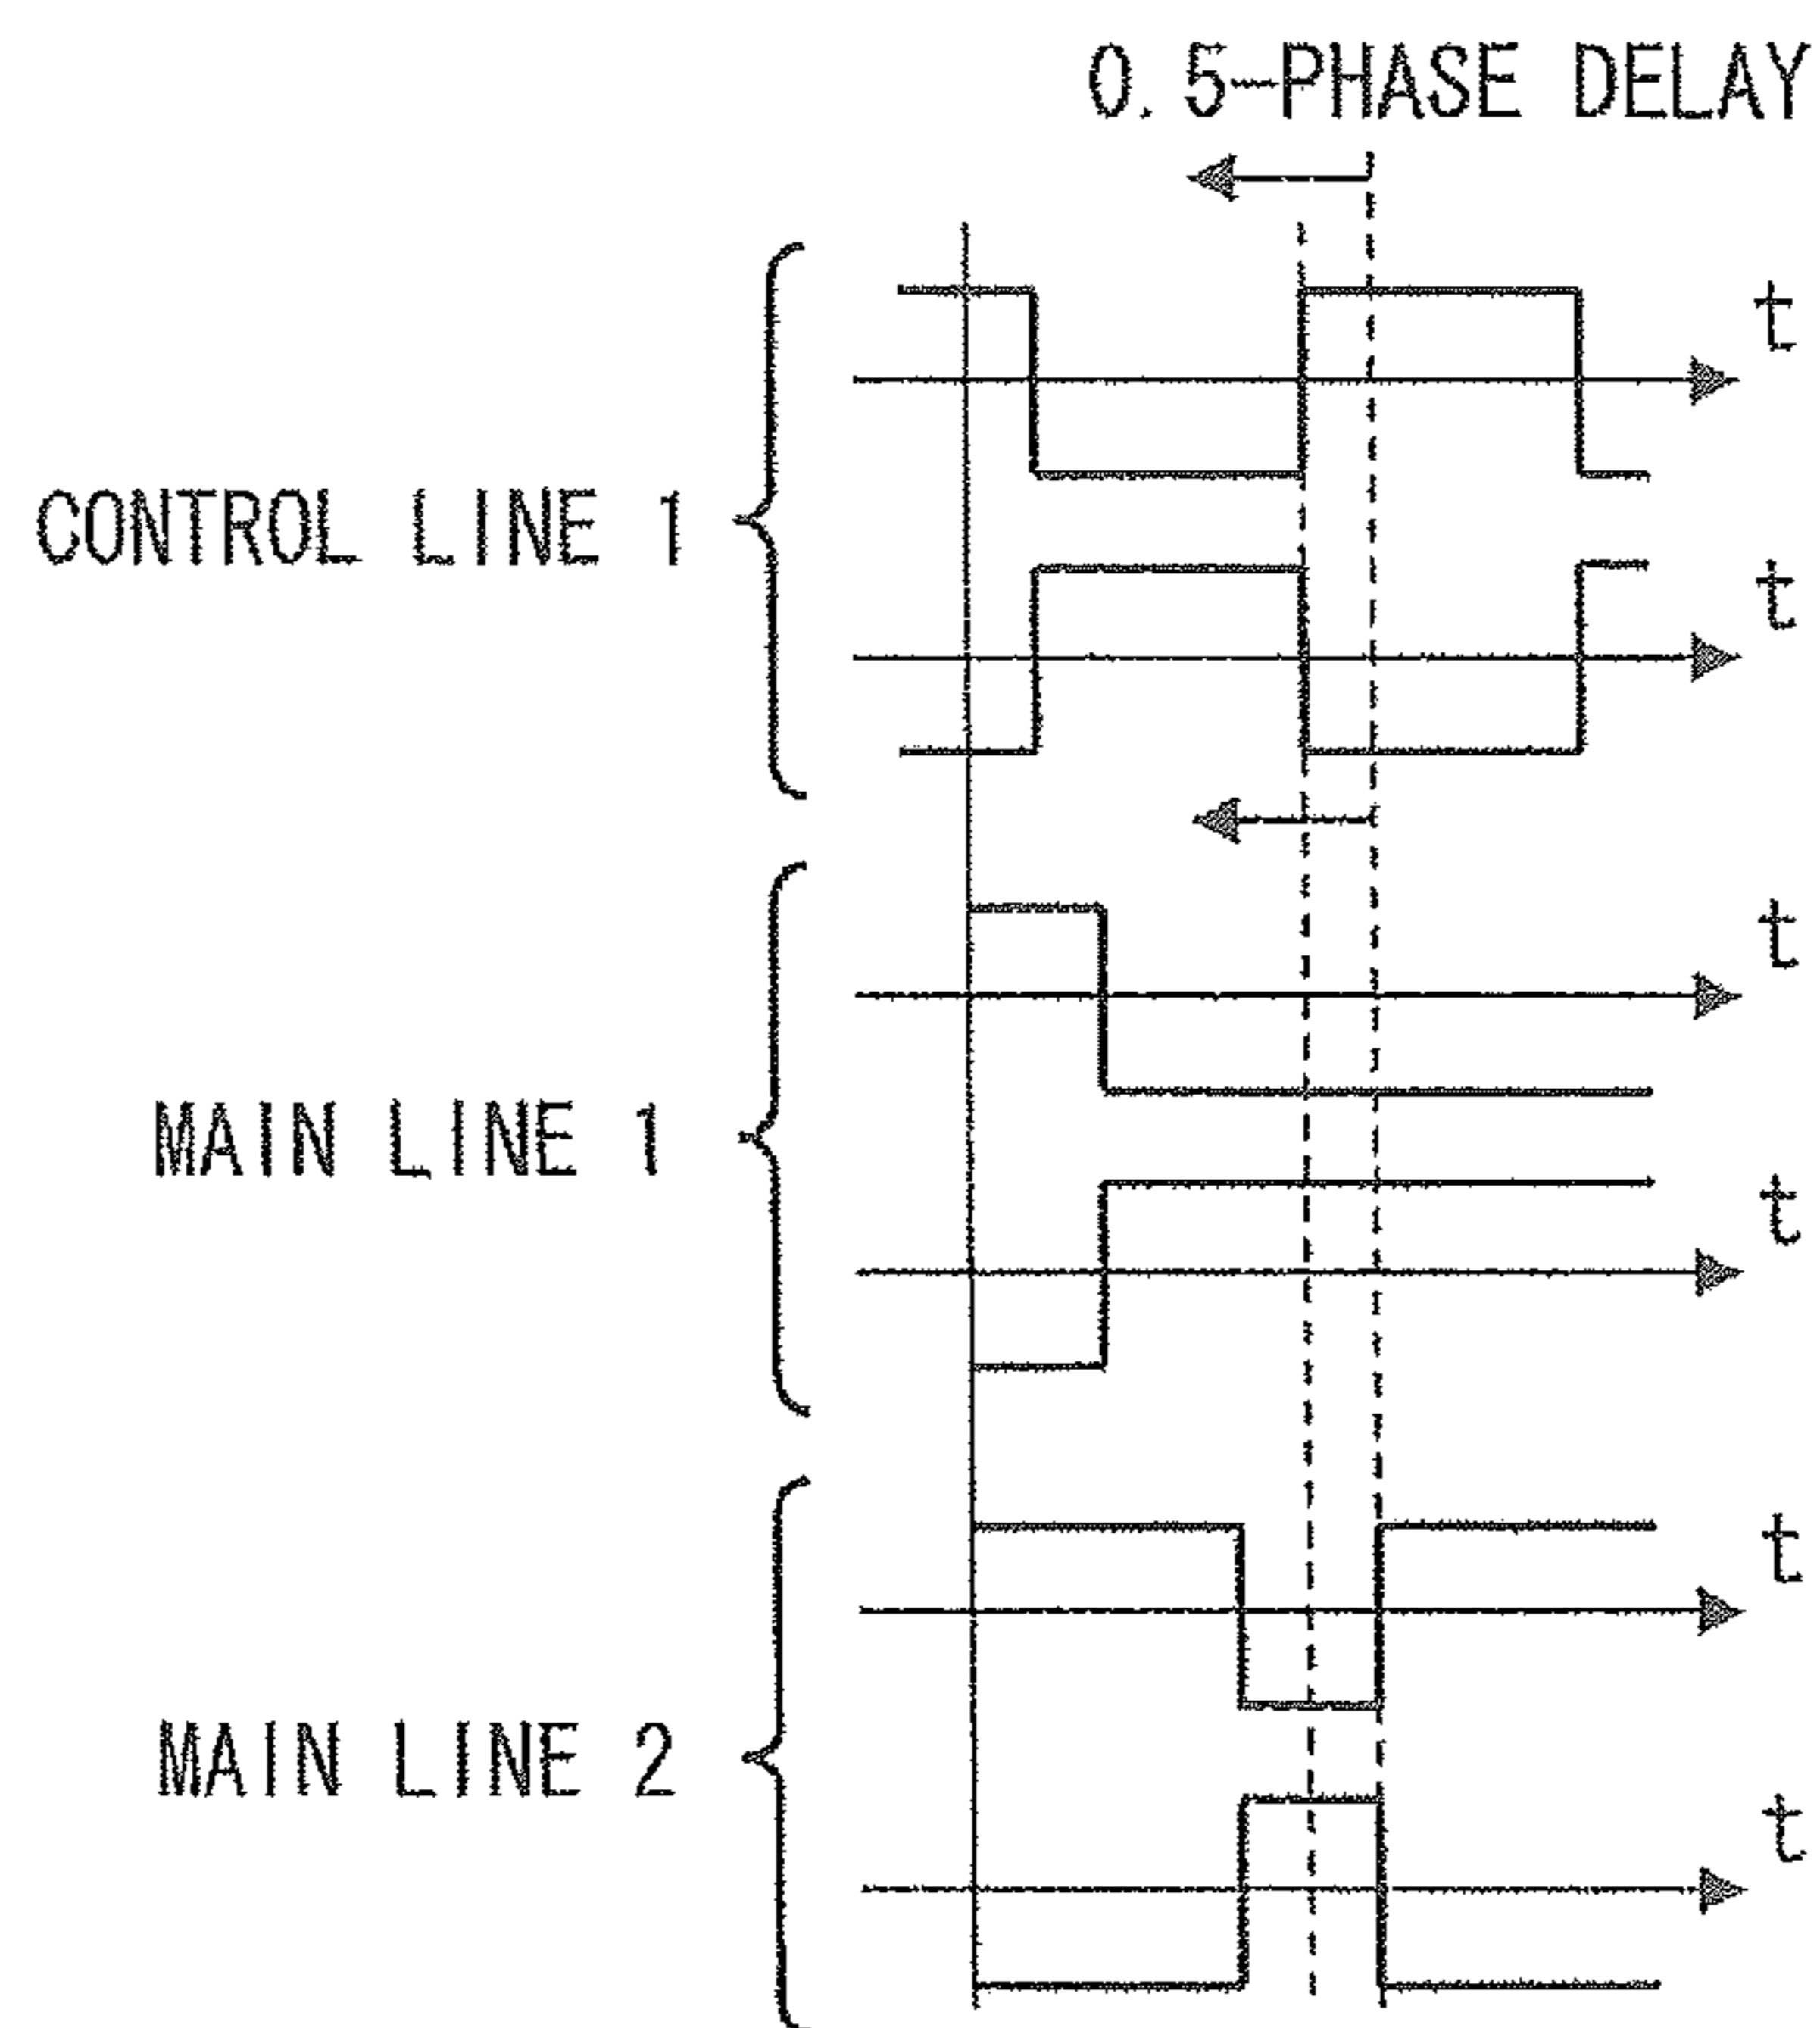 0.5-PHASE DELAY
t
CONTROL LINE 1
t
t
MAIN LINE 1
t
t
MAIN LINE 2
t